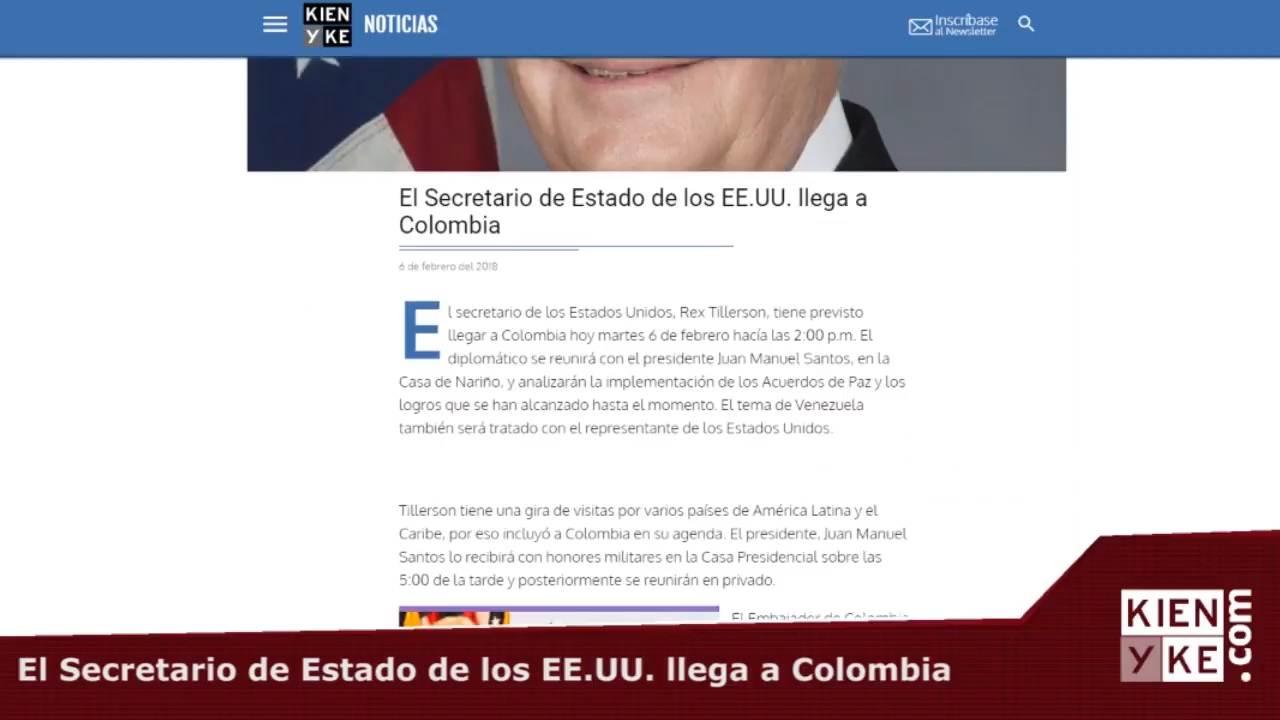 KIEN
Y KE
NOTICIAS
Inscríbase
al Newsletter
El Secretario de Estado de los EE.UU. llega a
Colombia
6 de febrero del 2018
El secretario de los Estados Unidos, Rex Tillerson, tiene previsto
llegar a Colombia hoy martes 6 de febrero hacía las 2:00 p.m. El
diplomático se reunirá con el presidente Juan Manuel Santos, en la
Casa de Nariño, y analizarán la implementación de los Acuerdos de Paz y los
logros que se han alcanzado hasta el momento. El tema de Venezuela
también será tratado con el representante de los Estados Unidos.
Tillerson tiene una gira de visitas por varios países de América Latina y el
Caribe, por eso incluyó a Colombia en su agenda. El presidente, Juan Manuel
Santos lo recibirá con honores militares en la Casa Presidencial sobre las
5:00 de la tarde y posteriormente se reunirán en privado.
El Embajador de Colombia
El Secretario de Estado de los EE.UU. llega a Colombia
KIEN
Y KE
.com